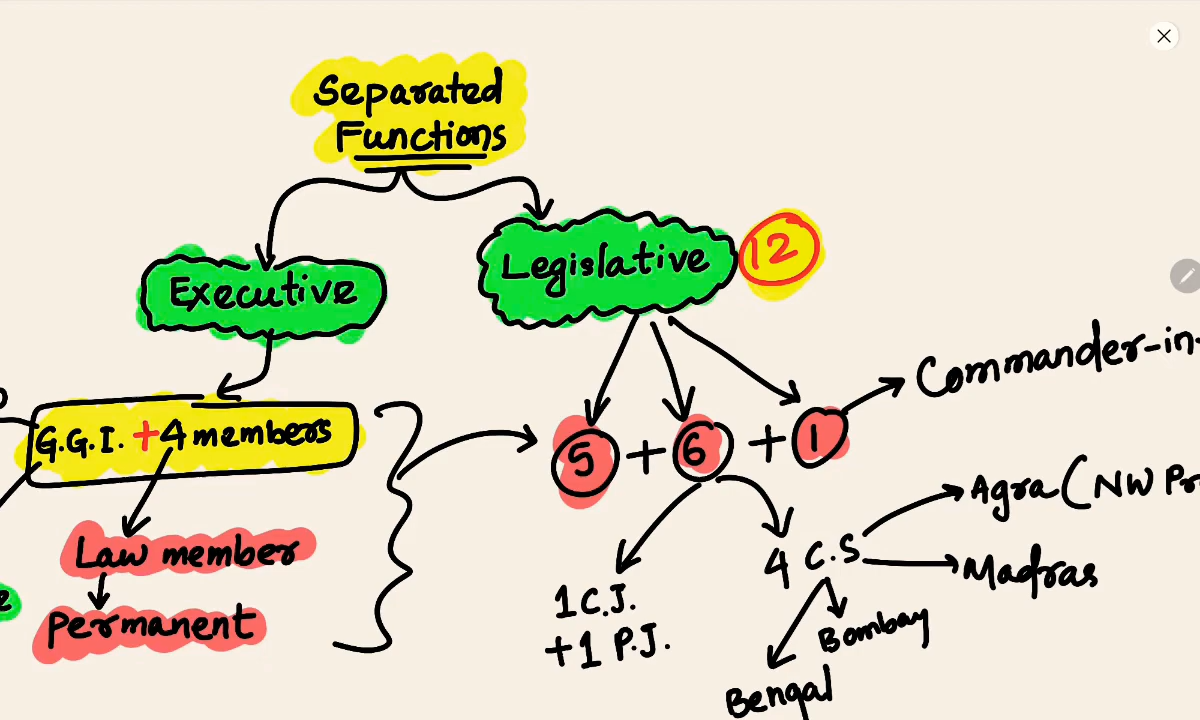 Separated
Functions
Executive
Legislative 12
G.G.I. + 4 members
Law member
Permanent
5 + 6 + 1
Commander-in-
1 C.J.
+1 P.J.
4 C.S
Agra (NW Pr
Madras
Bombay
Bengal